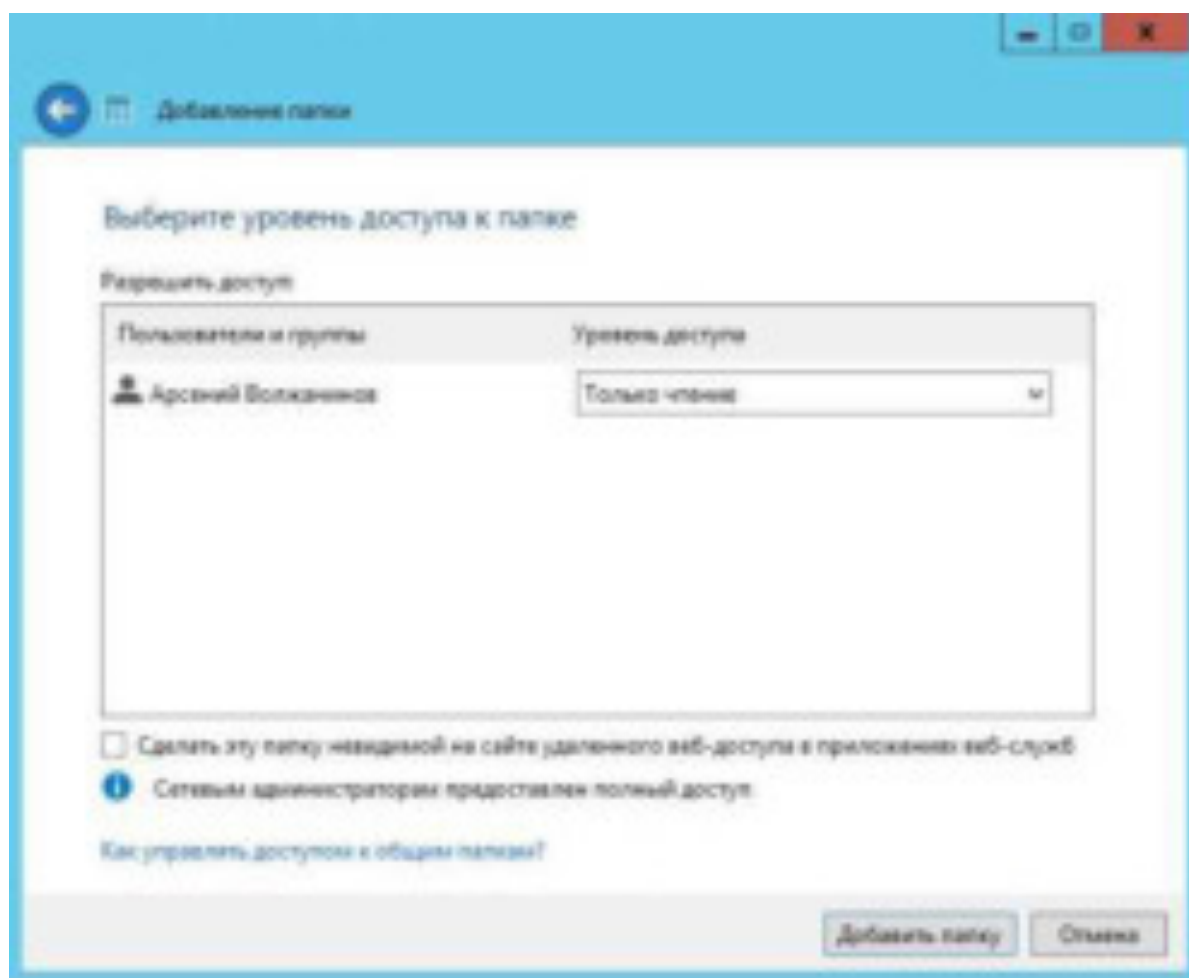 Добавление папки
Выберите уровень доступа к папке
Разрешить доступ:
Пользователи и группы Уровень доступа
Арсений Волжанинов Только чтение
Сделать эту папку невидимой на сайте удаленного веб-доступа в приложениях веб-служб
Сетевым администраторам предоставлен полный доступ.
Как управлять доступом к общим папкам?
Добавить папку Отмена